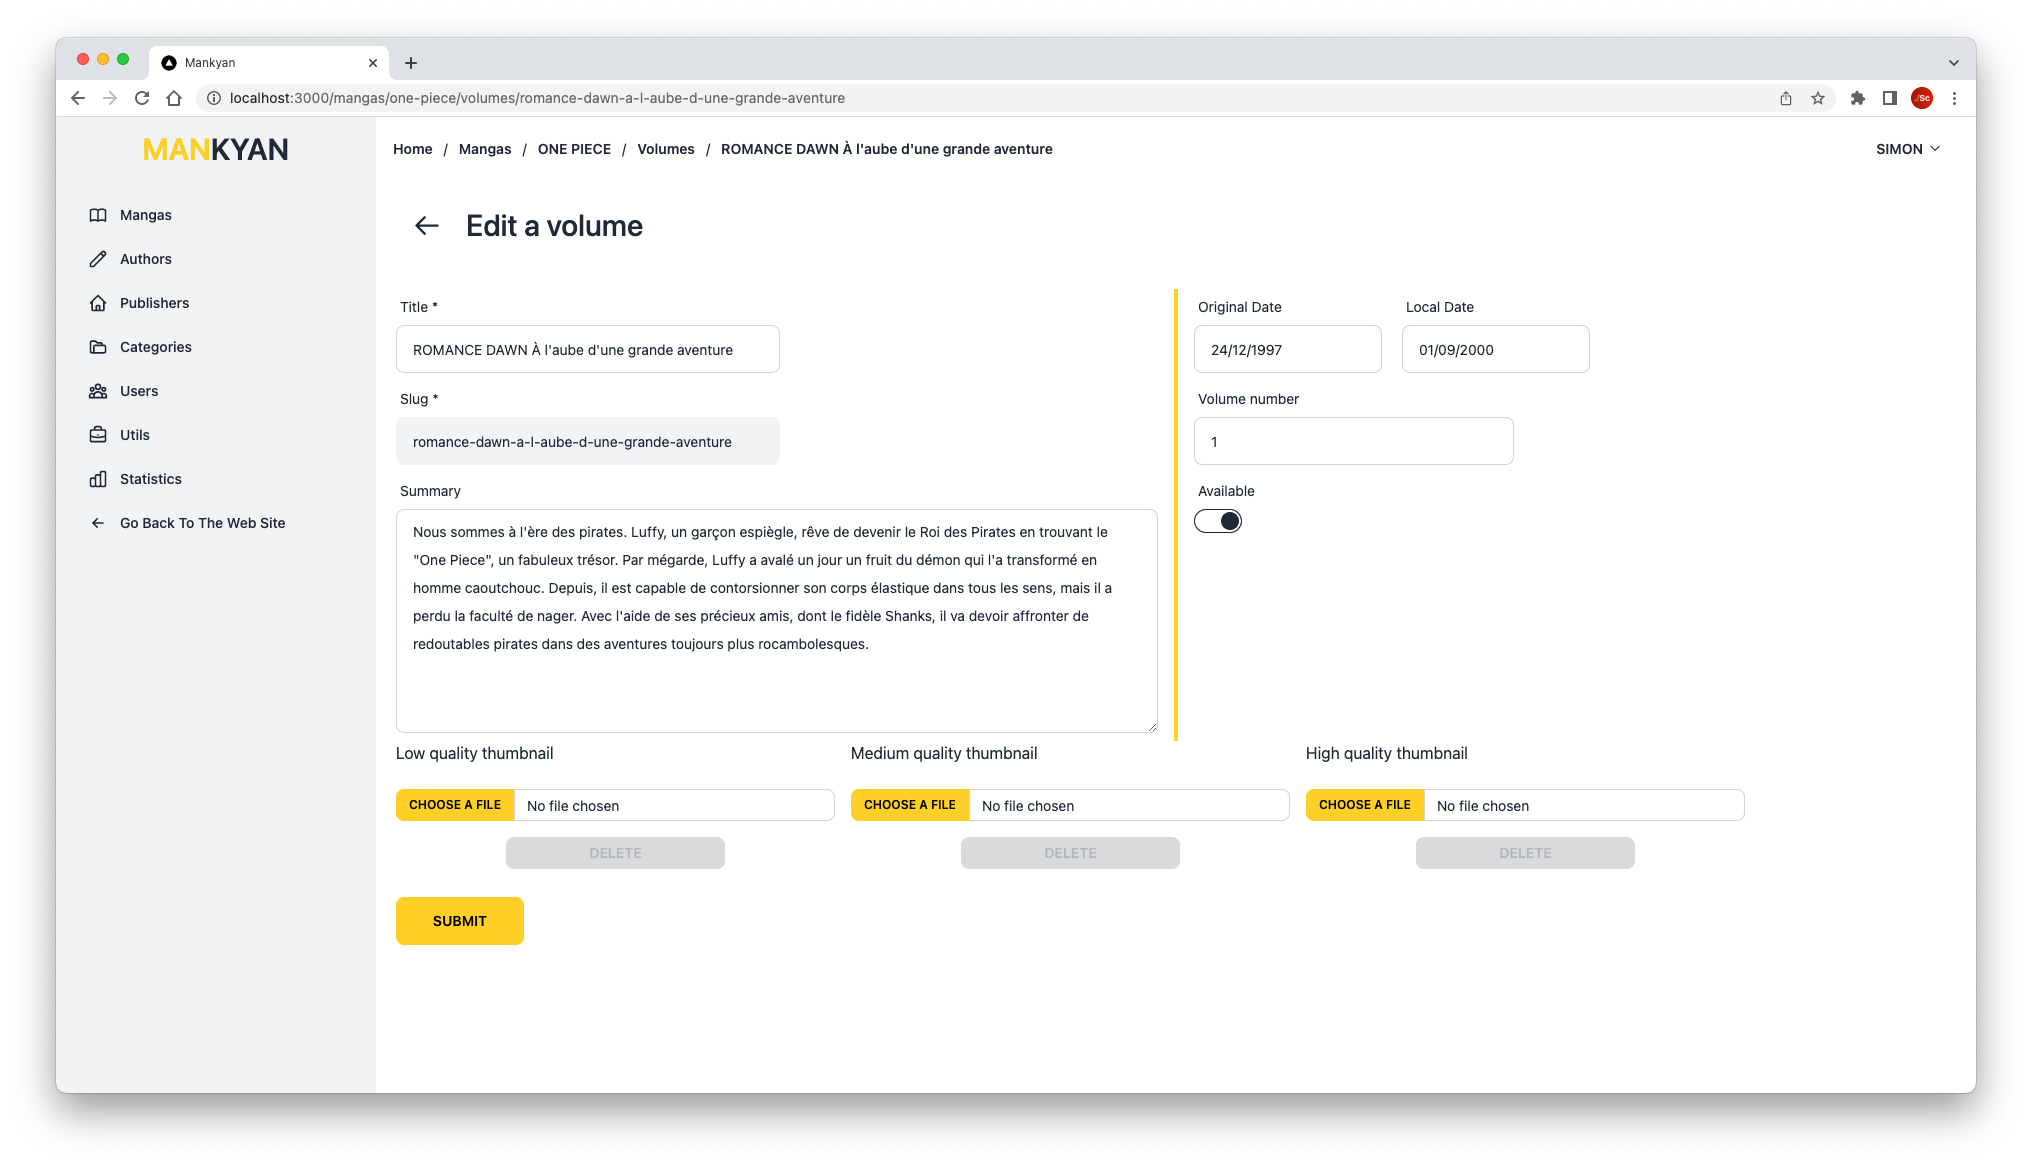 Mankyan
localhost:3000/mangas/one-piece/volumes/romance-dawn-a-l-aube-d-une-grande-aventure
./Sc
MANKYAN
Home / Mangas / ONE PIECE / Volumes / ROMANCE DAWN À l'aube d'une grande aventure
SIMON
Mangas
Authors
Publishers
Categories
Users
Utils
Statistics
Go Back To The Web Site
Edit a volume
Title *
ROMANCE DAWN À l'aube d'une grande aventure
Slug *
romance-dawn-a-l-aube-d-une-grande-aventure
Summary
Nous sommes à l'ère des pirates. Luffy, un garçon espiègle, rêve de devenir le Roi des Pirates en trouvant le
"One Piece", un fabuleux trésor. Par mégarde, Luffy a avalé un jour un fruit du démon qui l'a transformé en
homme caoutchouc. Depuis, il est capable de contorsionner son corps élastique dans tous les sens, mais il a
perdu la faculté de nager. Avec l'aide de ses précieux amis, dont le fidèle Shanks, il va devoir affronter de
redoutables pirates dans des aventures toujours plus rocambolesques.
Original Date
Local Date
24/12/1997
01/09/2000
Volume number
1
Available
Low quality thumbnail
CHOOSE A FILE No file chosen
DELETE
Medium quality thumbnail
CHOOSE A FILE No file chosen
DELETE
High quality thumbnail
CHOOSE A FILE No file chosen
DELETE
SUBMIT